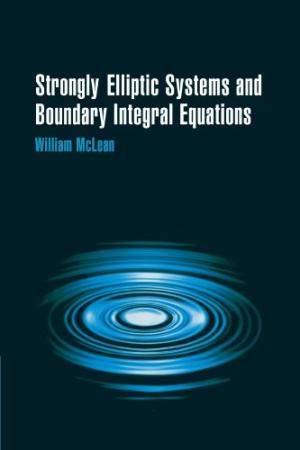 Strongly Elliptic Systems and
Boundary Integral Equations
William McLean